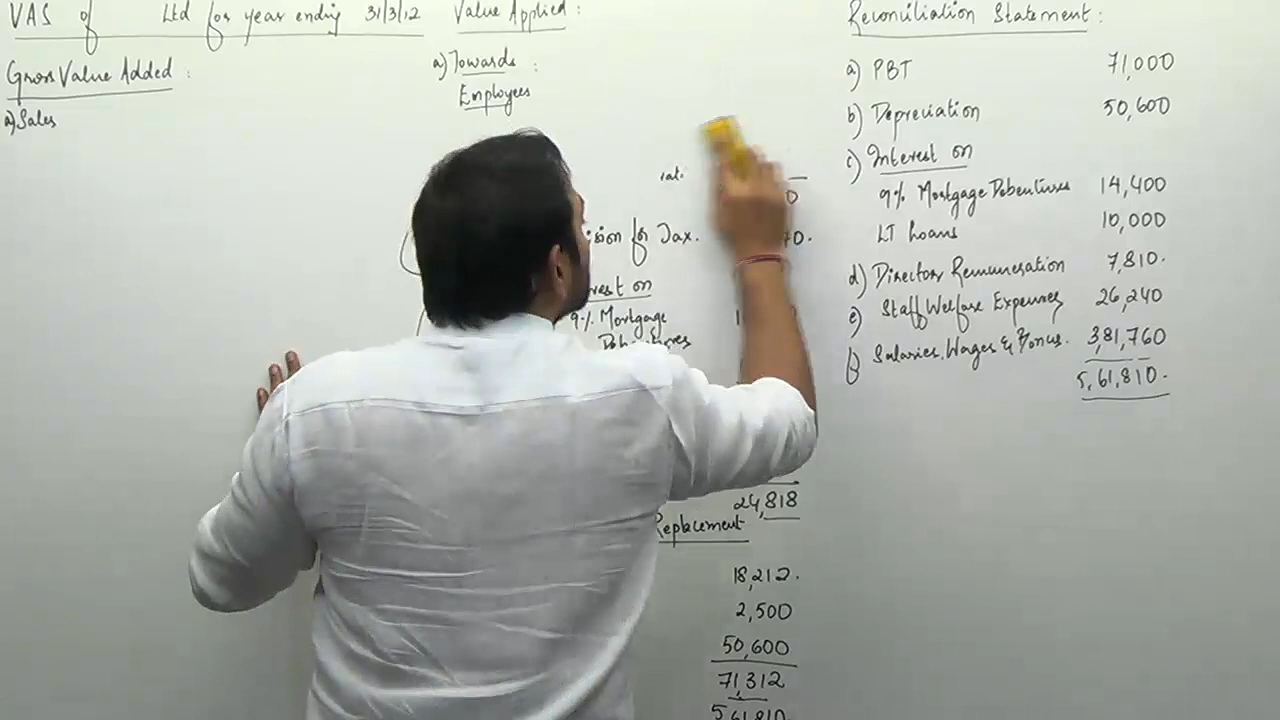 VAS of Ltd for year ending 31/3/12
Gross Value Added :
a) Sales
Value Applied :
a) Towards :
Employees
for Tax.
on
9% Mortgage
24,818
Replacement
18,212.
2,500
50,600
71,312
5,61,810
Reconciliation Statement :
a) PBT 71,000
b) Depreciation 50,600
c) Interest on
9% Mortgage Debentures 14,400
LT Loans 10,000
d) Directors Remuneration 7,810.
e) Staff Welfare Expenses 26,240
f) Salaries, Wages & Bonus. 3,81,760
5,61,810.